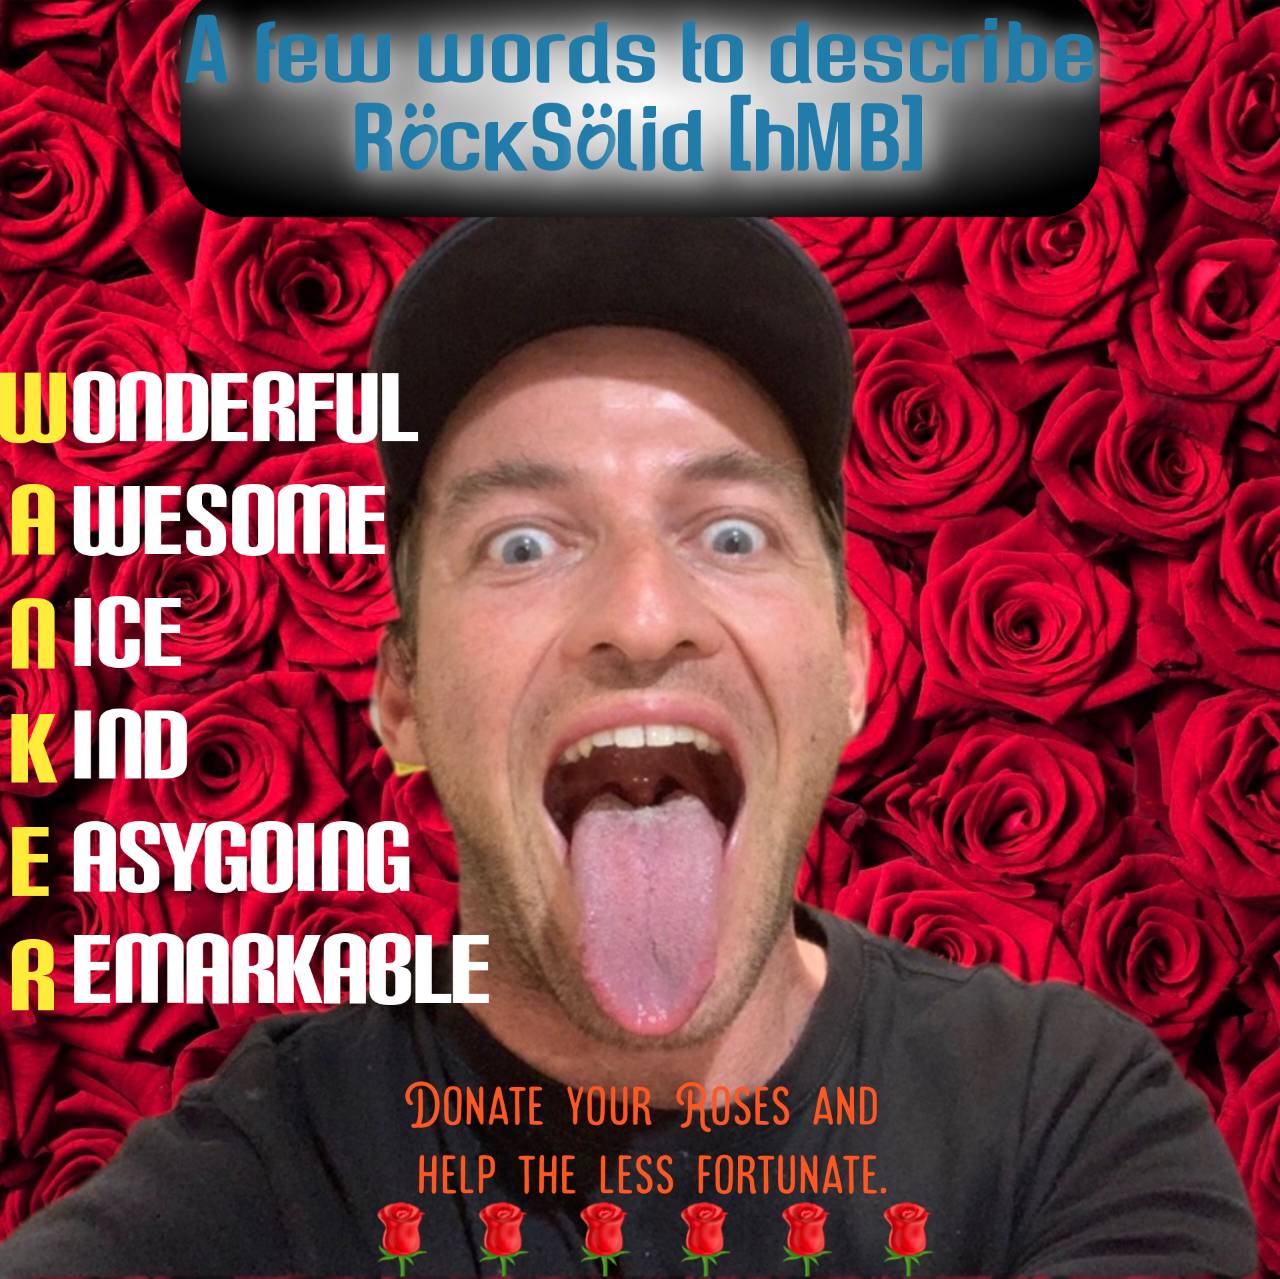 A few words to describe
RöckSölid [hMB]
WONDERFUL
AWESOME
NICE
KIND
EASYGOING
REMARKABLE
DONATE YOUR ROSES AND
HELP THE LESS FORTUNATE.